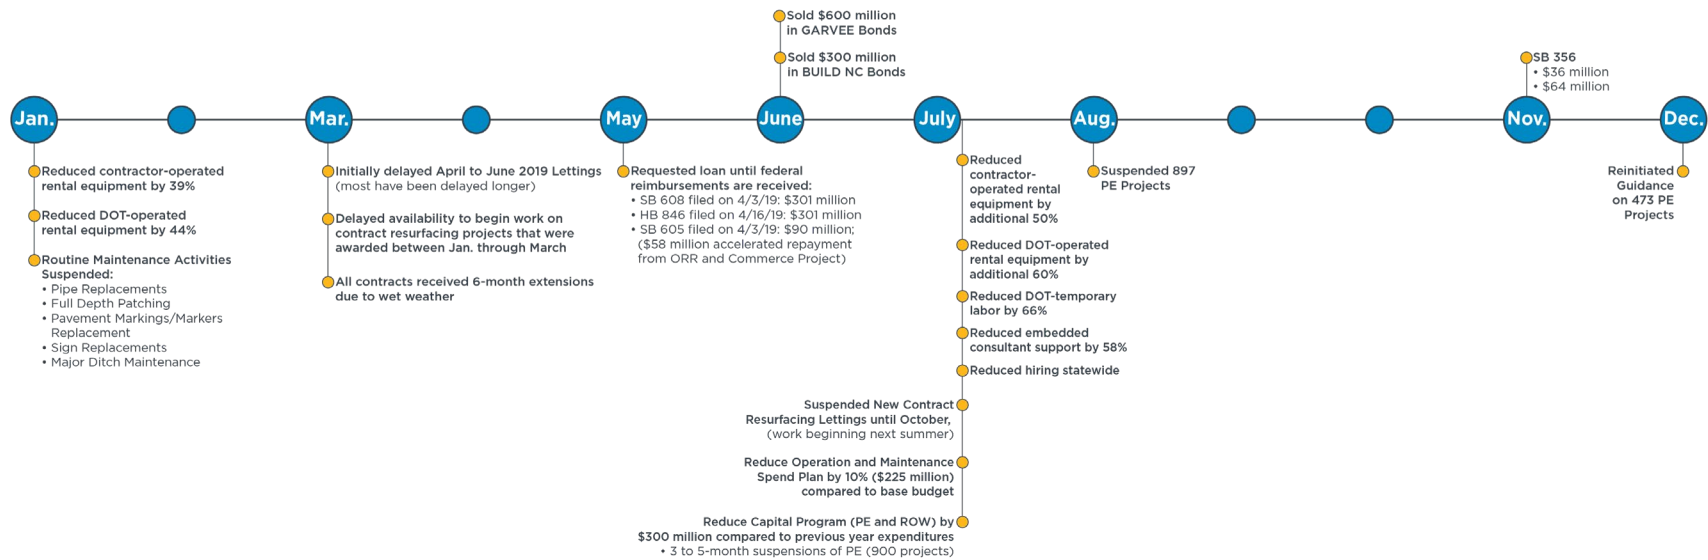 Sold $600 million
in GARVEE Bonds
Sold $300 million
in BUILD NC Bonds
SB 356
• $36 million
• $64 million
Jan.
Mar.
May
June
July
Aug.
Nov.
Dec.
Reduced contractor-operated
rental equipment by 39%
Reduced DOT-operated
rental equipment by 44%
Routine Maintenance Activities
Suspended:
• Pipe Replacements
• Full Depth Patching
• Pavement Markings/Markers
Replacement
• Sign Replacements
• Major Ditch Maintenance
Initially delayed April to June 2019 Lettings
(most have been delayed longer)
Delayed availability to begin work on
contract resurfacing projects that were
awarded between Jan. through March
All contracts received 6-month extensions
due to wet weather
Requested loan until federal
reimbursements are received:
• SB 608 filed on 4/3/19: $301 million
• HB 846 filed on 4/16/19: $301 million
• SB 605 filed on 4/3/19: $90 million;
($58 million accelerated repayment
from ORR and Commerce Project)
Reduced
contractor-
operated rental
equipment by
additional 50%
Reduced DOT-operated
rental equipment by
additional 60%
Reduced DOT-temporary
labor by 66%
Reduced embedded
consultant support by 58%
Reduced hiring statewide
Suspended New Contract
Resurfacing Lettings until October,
(work beginning next summer)
Reduce Operation and Maintenance
Spend Plan by 10% ($225 million)
compared to base budget
Reduce Capital Program (PE and ROW) by
$300 million compared to previous year expenditures
• 3 to 5-month suspensions of PE (900 projects)
Suspended 897
PE Projects
Reinitiated
Guidance
on 473 PE
Projects